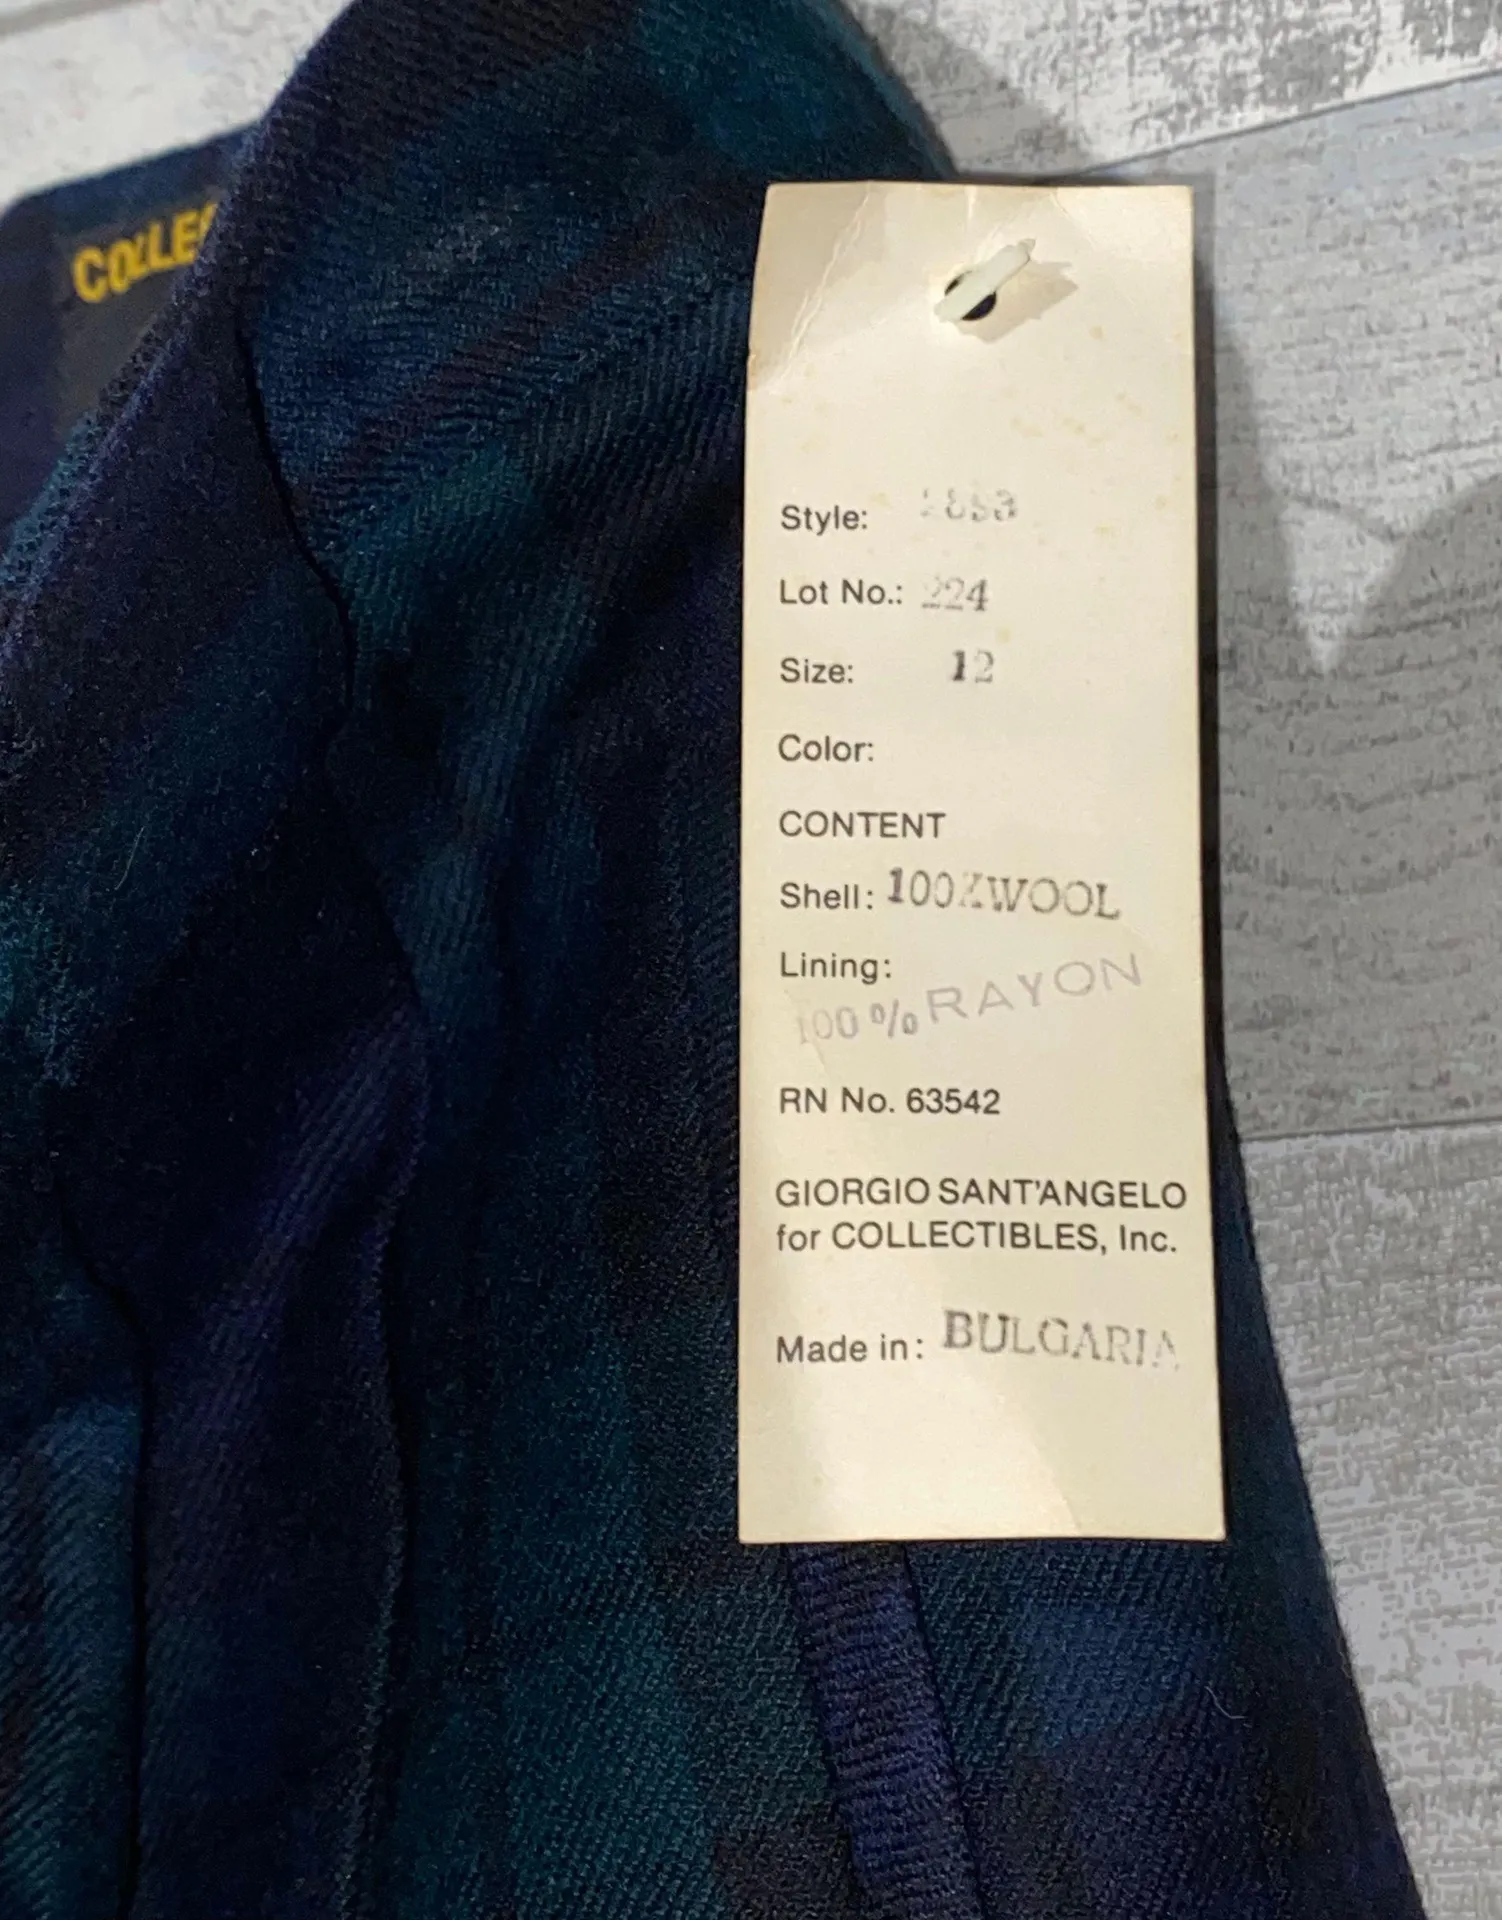 COLLEC
Style:
Lot No.: 224
Size: 12
Color:
CONTENT
Shell: 100%WOOL
Lining:
100% RAYON
RN No. 63542
GIORGIO SANT'ANGELO
for COLLECTIBLES, Inc.
Made in: BULGARIA